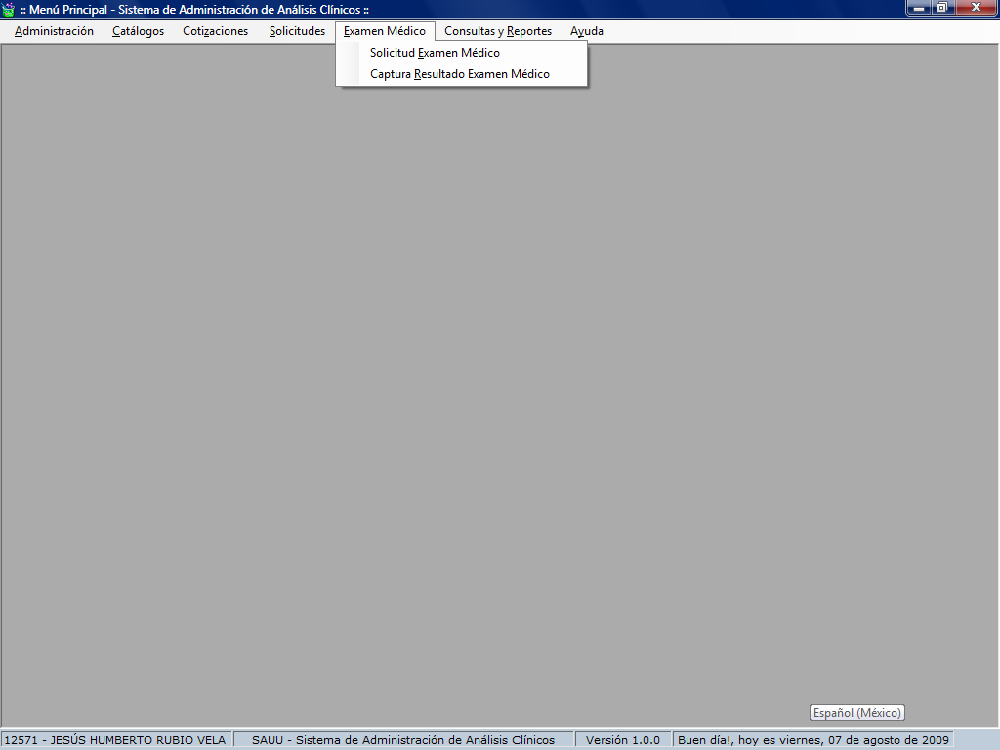 :: Menú Principal - Sistema de Administración de Análisis Clínicos ::
Administración Catálogos Cotizaciones Solicitudes Examen Médico Consultas y Reportes Ayuda
Solicitud Examen Médico
Captura Resultado Examen Médico
Español (México)
12571 - JESÚS HUMBERTO RUBIO VELA SAUU - Sistema de Administración de Análisis Clínicos Versión 1.0.0 Buen día!, hoy es viernes, 07 de agosto de 2009